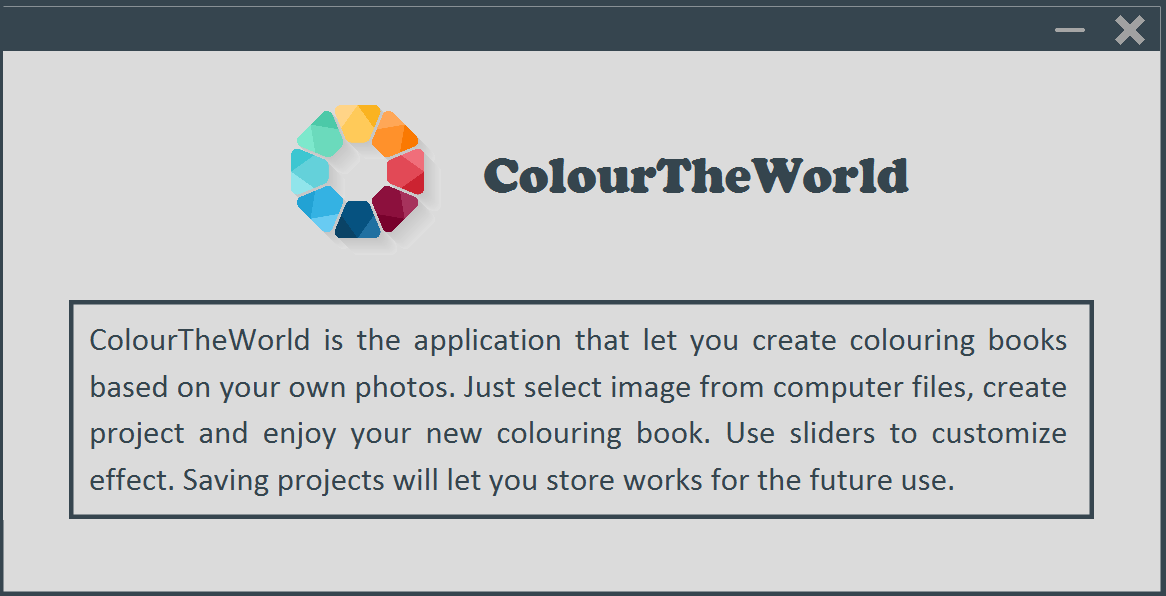 ColourTheWorld
ColourTheWorld is the application that let you create colouring books
based on your own photos. Just select image from computer files, create
project and enjoy your new colouring book. Use sliders to customize
effect. Saving projects will let you store works for the future use.